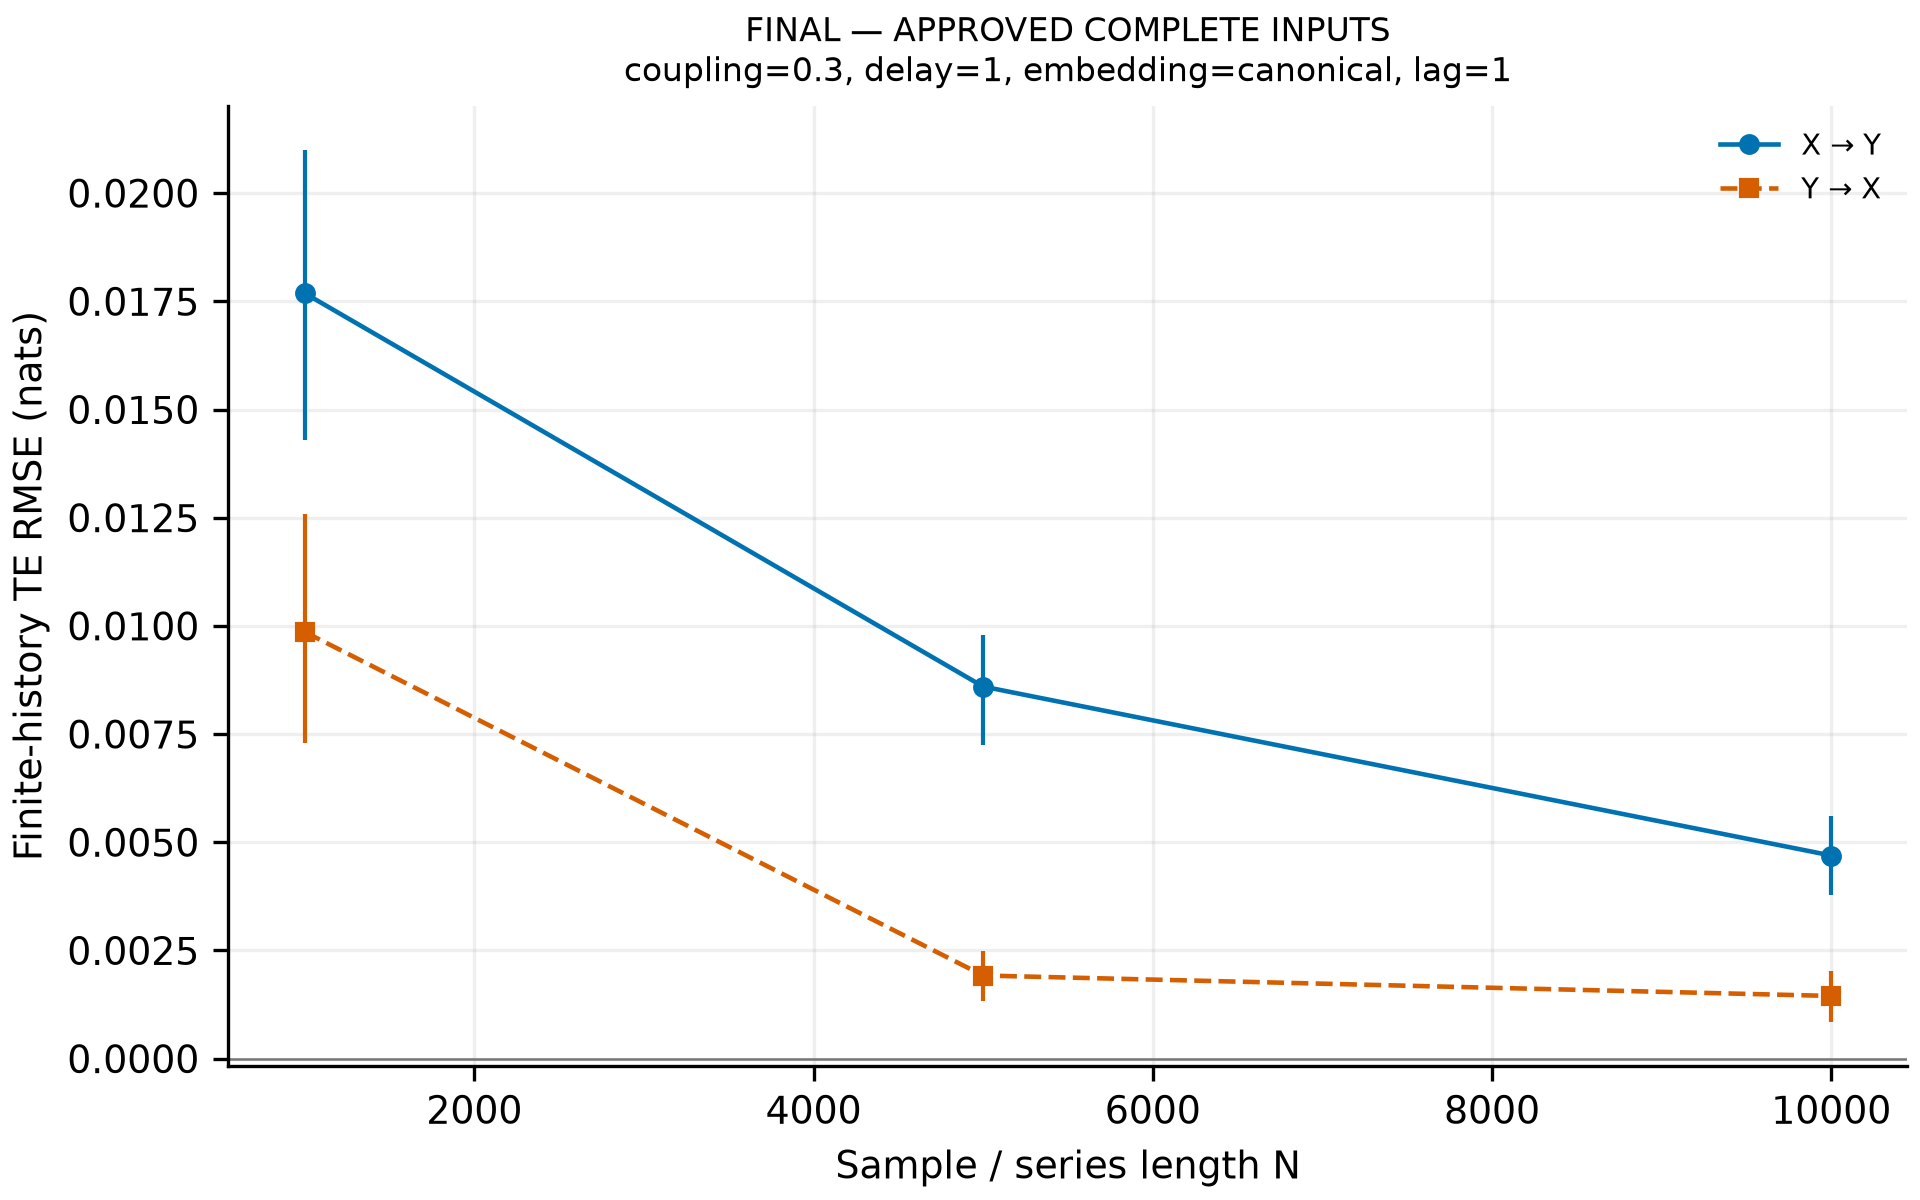 FINAL — APPROVED COMPLETE INPUTS
coupling=0.3, delay=1, embedding=canonical, lag=1
X → Y
Y → X
Finite-history TE RMSE (nats)
0.0200
0.0175
0.0150
0.0125
0.0100
0.0075
0.0050
0.0025
0.0000
2000
4000
6000
8000
10000
Sample / series length N